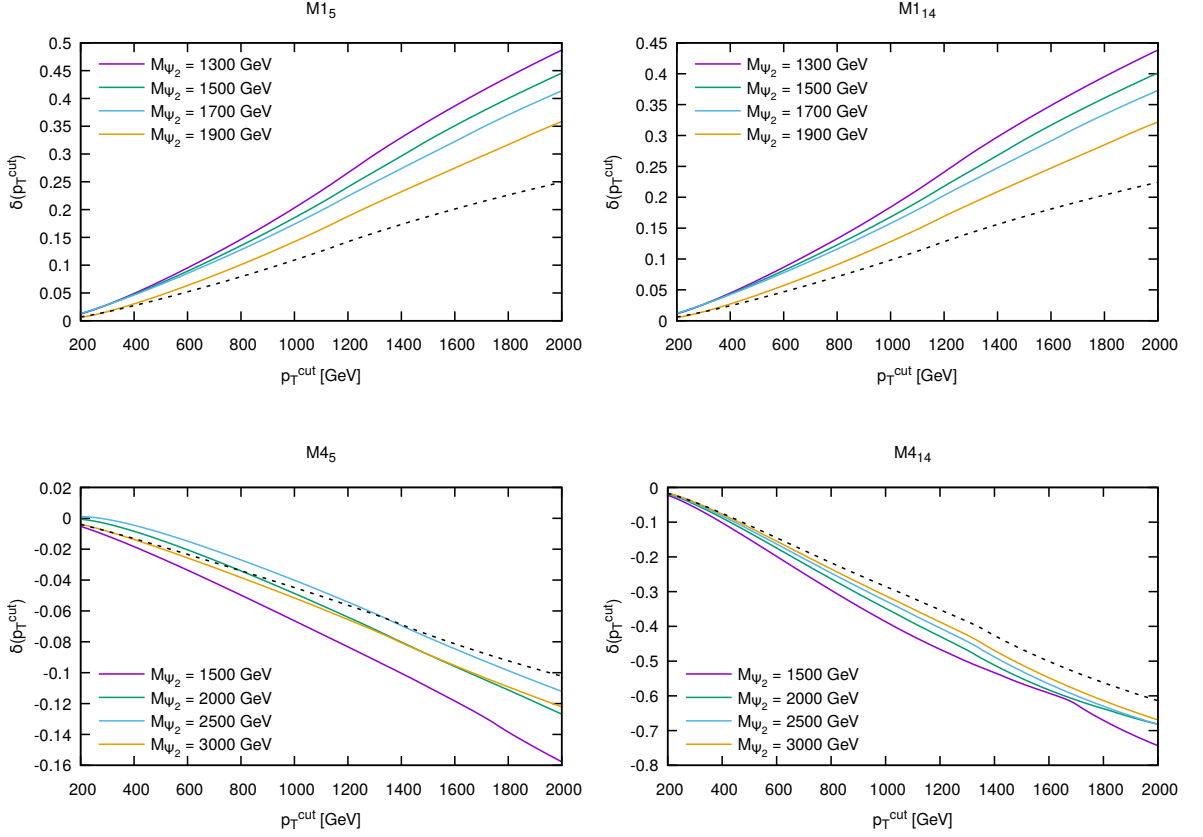 M1₅
δ(p_T^cut)
0.5
0.45
0.4
0.35
0.3
0.25
0.2
0.15
0.1
0.05
0
M_Ψ₂ = 1300 GeV
M_Ψ₂ = 1500 GeV
M_Ψ₂ = 1700 GeV
M_Ψ₂ = 1900 GeV
200 400 600 800 1000 1200 1400 1600 1800 2000
p_T^cut [GeV]
M1₁₄
δ(p_T^cut)
0.45
0.4
0.35
0.3
0.25
0.2
0.15
0.1
0.05
0
M_Ψ₂ = 1300 GeV
M_Ψ₂ = 1500 GeV
M_Ψ₂ = 1700 GeV
M_Ψ₂ = 1900 GeV
200 400 600 800 1000 1200 1400 1600 1800 2000
p_T^cut [GeV]
M4₅
δ(p_T^cut)
0.02
0
-0.02
-0.04
-0.06
-0.08
-0.1
-0.12
-0.14
-0.16
M_Ψ₂ = 1500 GeV
M_Ψ₂ = 2000 GeV
M_Ψ₂ = 2500 GeV
M_Ψ₂ = 3000 GeV
200 400 600 800 1000 1200 1400 1600 1800 2000
p_T^cut [GeV]
M4₁₄
δ(p_T^cut)
0
-0.1
-0.2
-0.3
-0.4
-0.5
-0.6
-0.7
-0.8
M_Ψ₂ = 1500 GeV
M_Ψ₂ = 2000 GeV
M_Ψ₂ = 2500 GeV
M_Ψ₂ = 3000 GeV
200 400 600 800 1000 1200 1400 1600 1800 2000
p_T^cut [GeV]